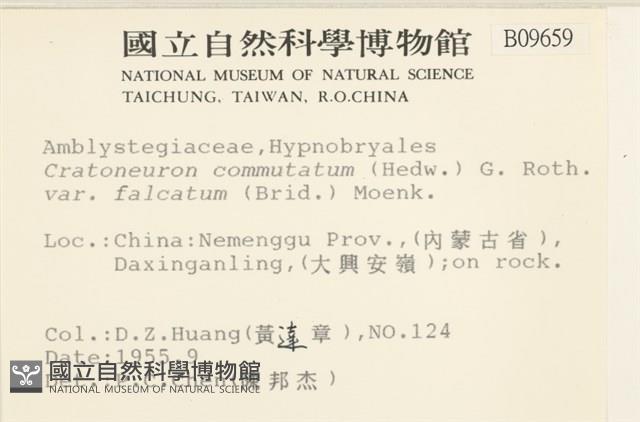 國立自然科學博物館
B09659
NATIONAL MUSEUM OF NATURAL SCIENCE
TAICHUNG, TAIWAN, R.O.CHINA
Amblystegiaceae,Hypnobryales
Cratoneuron commutatum (Hedw.) G. Roth.
var. falcatum (Brid.) Moenk.
Loc.:China:Nemenggu Prov.,(內蒙古省),
Daxinganling,(大興安嶺);on rock.
Col.:D.Z.Huang(黃達章),NO.124
Date:1955.9
邦杰)
國立自然科學博物館
NATIONAL MUSEUM OF NATURAL SCIENCE